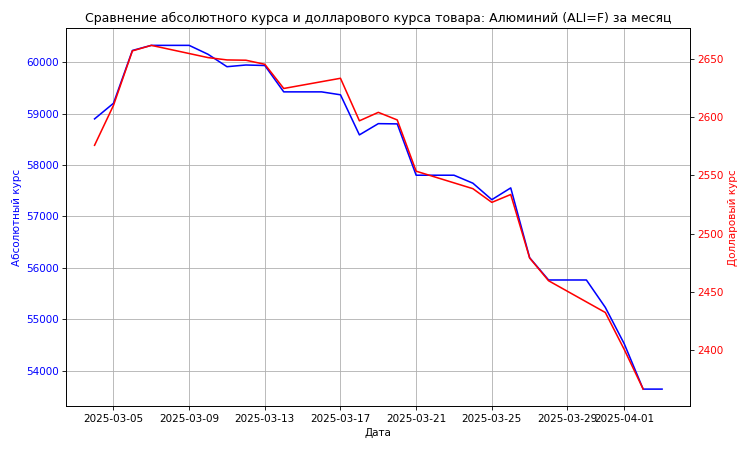 Сравнение абсолютного курса и долларового курса товара: Алюминий (ALI=F) за месяц
Абсолютный курс
60000
59000
58000
57000
56000
55000
54000
2650
2600
2550
2500
2450
2400
Долларовый курс
2025-03-05 2025-03-09 2025-03-13 2025-03-17 2025-03-21 2025-03-25 2025-03-29 2025-04-01
Дата